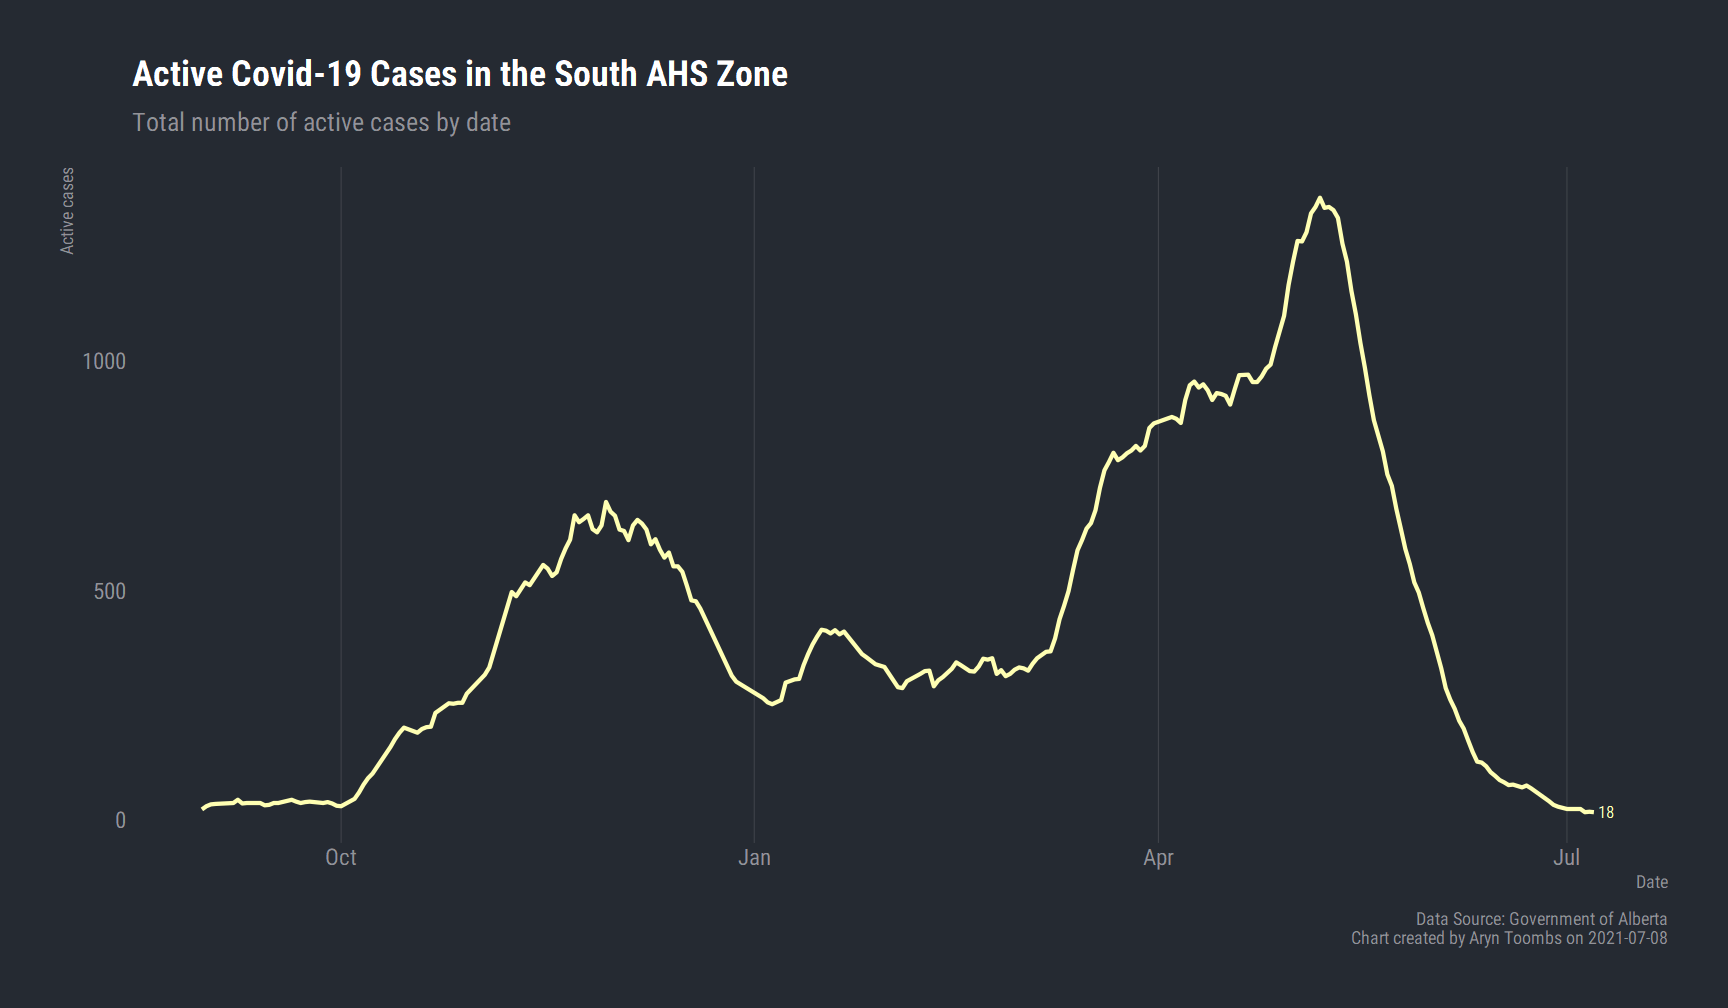 Active Covid-19 Cases in the South AHS Zone
Total number of active cases by date
Active cases
1000
500
0
18
Oct
Jan
Apr
Jul
Date
Data Source: Government of Alberta
Chart created by Aryn Toombs on 2021-07-08